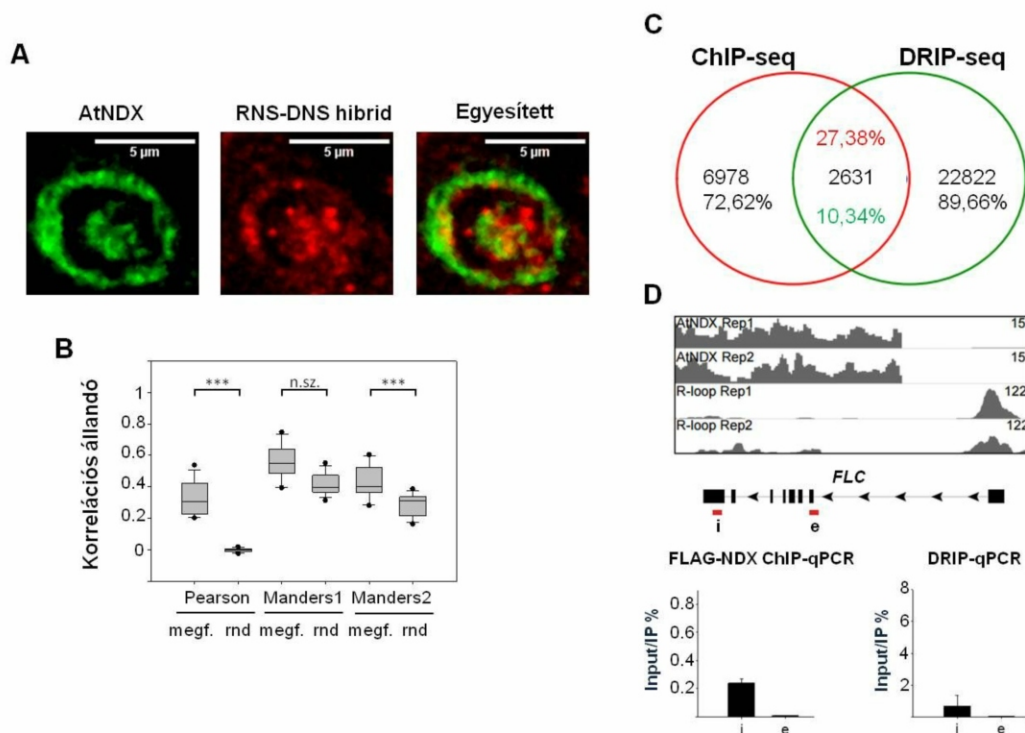 A
AtNDX
RNS-DNS hibrid
Egyesített
5 µm
5 µm
5 µm
B
Korrelációs állandó
1
0.8
0.6
0.4
0.2
0
***
n.sz.
***
Pearson
Manders1
Manders2
megf. rnd
megf. rnd
megf. rnd
C
ChIP-seq
DRIP-seq
27,38%
6978
72,62%
2631
22822
89,66%
10,34%
D
AtNDX Rep1 15
AtNDX Rep2 15
R-loop Rep1 122
R-loop Rep2 122
FLC
i
e
FLAG-NDX ChIP-qPCR
Input/IP %
0.8
0.6
0.4
0.2
i e
DRIP-qPCR
Input/IP %
8
6
4
2
i e